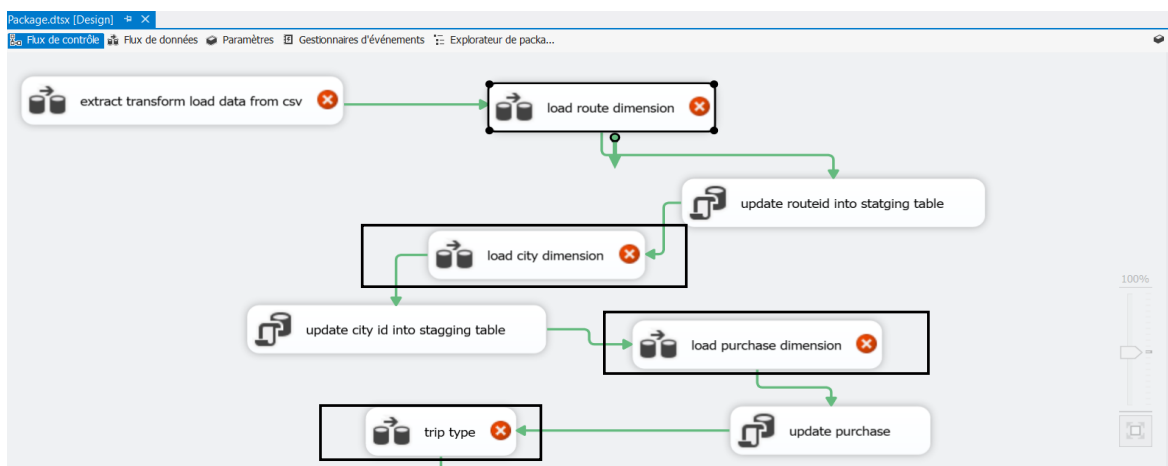 Package.dtsx [Design]
Flux de contrôle Flux de données Paramètres Gestionnaires d'événements Explorateur de packa...
extract transform load data from csv
load route dimension
update routeid into statging table
load city dimension
100%
update city id into stagging table
load purchase dimension
trip type
update purchase